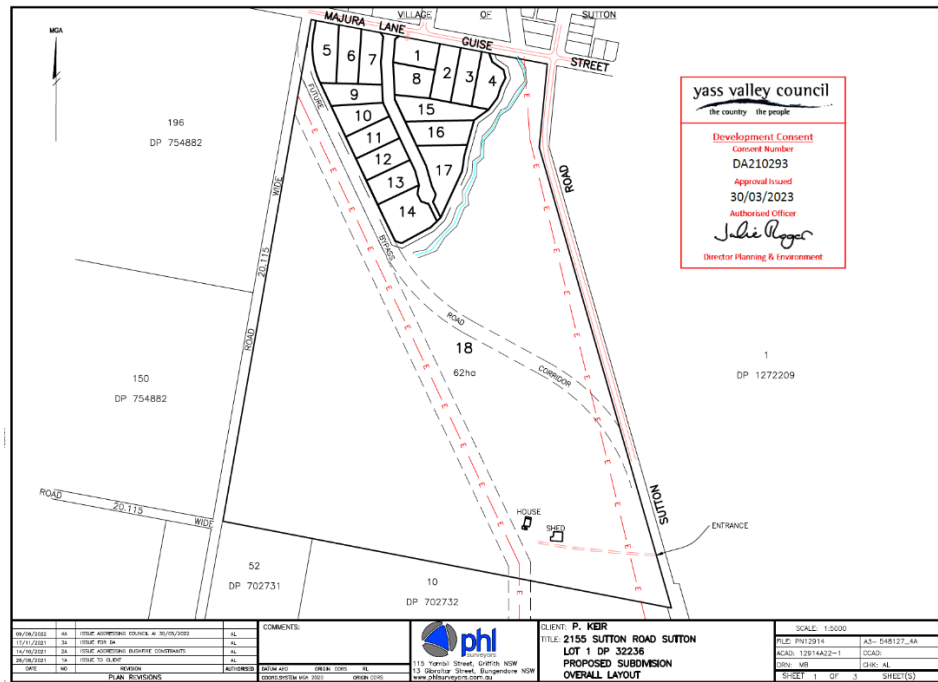 MGA
VILLAGE OF SUTTON
MAJURA LANE
GUISE STREET
5
6
7
1
2
3
4
8
9
15
10
16
11
12
17
13
14
FUTURE
BYPASS
ROAD
CORRIDOR
196
DP 754882
WIDE
20.115
ROAD
150
DP 754882
ROAD
20.115
WIDE
18
62ha
ROAD
SUTTON
1
DP 1272209
HOUSE
SHED
ENTRANCE
52
DP 702731
10
DP 702732
E
yass valley council
the country the people
Development Consent
Consent Number
DA210293
Approval Issued
30/03/2023
Authorised Officer
Julie Rogers
Director Planning & Environment
09/08/2022 4A ISSUE ADDRESSING COUNCIL AI 30/05/2022 AL
17/11/2021 3A ISSUE FOR DA AL
14/10/2021 2A ISSUE ADDRESSING BUSHFIRE CONSTRAINTS AL
1A ISSUE TO CLIENT AL
DATE NO REVISION AUTHORISED
PLAN REVISIONS
COMMENTS:
DATUM AHD ORIGIN CORS RL
COORD.SYSTEM MGA 2020 ORIGIN CORS
phl
surveyors
115 Yambil Street, Griffith NSW
13 Gibraltar Street, Bungendore NSW
www.phlsurveyors.com.au
CLIENT: P. KEIR
TITLE: 2155 SUTTON ROAD SUTTON
LOT 1 DP 32236
PROPOSED SUBDIVISION
OVERALL LAYOUT
SCALE: 1:5000
FILE: PN12914 A3- 548127_4A
ACAD: 12914A22-1 CCAD:
DRN: MB CHK: AL
SHEET 1 OF 3 SHEET(S)